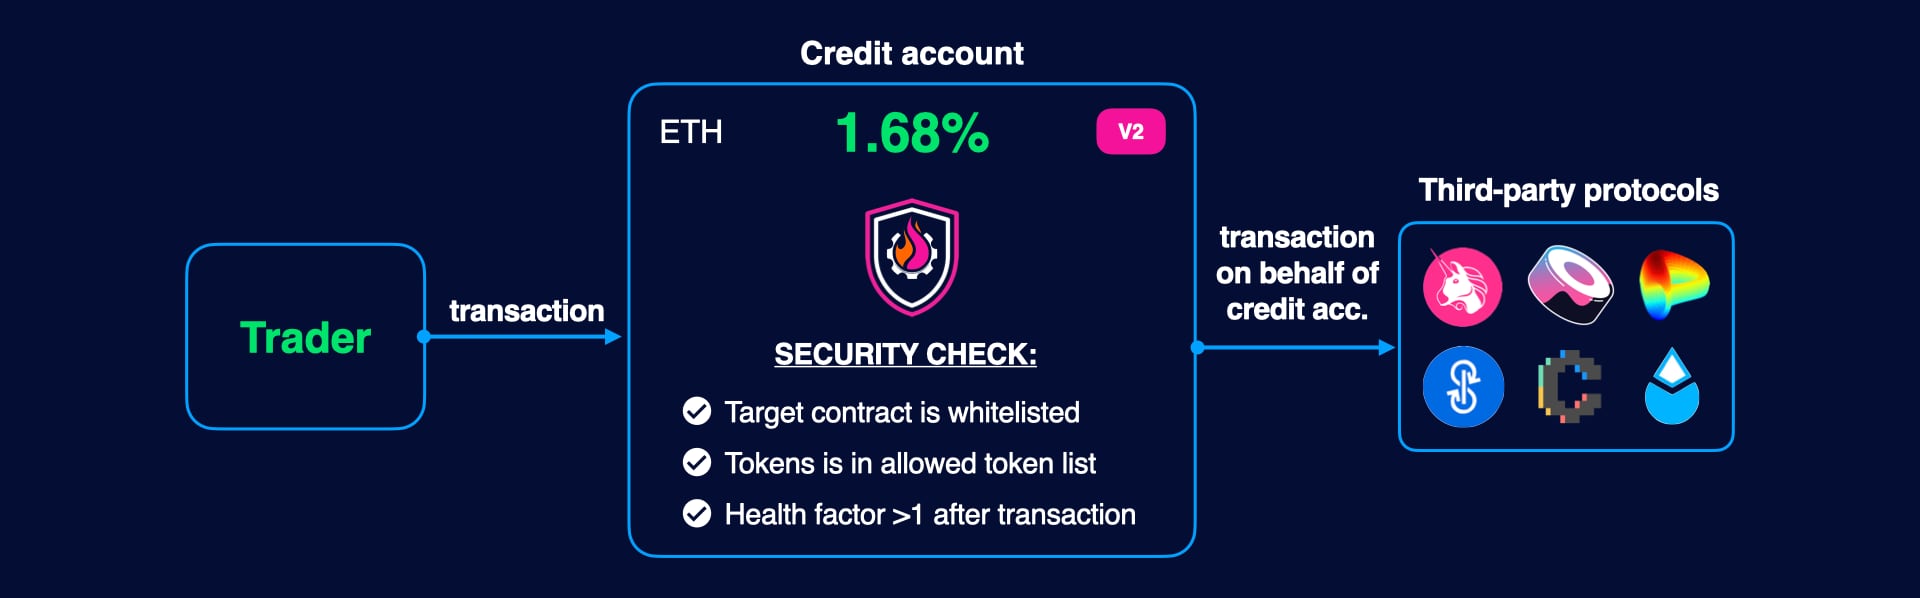 Credit account
ETH 1.68% V2
Trader
transaction
SECURITY CHECK:
Target contract is whitelisted
Tokens is in allowed token list
Health factor >1 after transaction
transaction
on behalf of
credit acc.
Third-party protocols